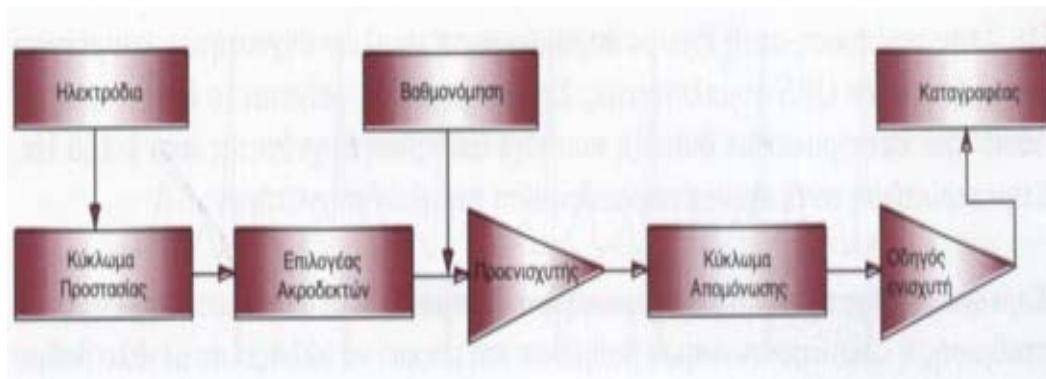 Ηλεκτρόδια
Βαθμονόμηση
Καταγραφέας
Κύκλωμα
Προστασίας
Επιλογέας
Ακροδεκτών
Προενισχυτής
Κύκλωμα
Απομόνωσης
Οδηγός
ενισχυτή